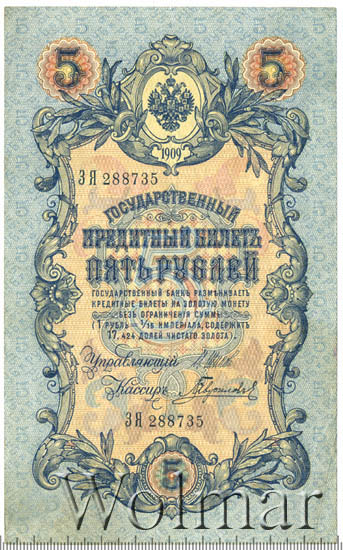 5 5
1909
ЗЯ 288735
ГОСУДАРСТВЕННЫЙ
КРЕДИТНЫЙ БИЛЕТЪ
ПЯТЬ РУБЛЕЙ
ГОСУДАРСТВЕННЫЙ БАНКЪ РАЗМѢНИВАЕТЪ
КРЕДИТНЫЕ БИЛЕТЫ НА ЗОЛОТУЮ МОНЕТУ
БЕЗЪ ОГРАНИЧЕНІЯ СУММЫ
(1 РУБЛЬ = 1/15 ИМПЕРІАЛА, СОДЕРЖИТЪ
17,424 ДОЛЕЙ ЧИСТАГО ЗОЛОТА).
Управляющій
Кассиръ
ЗЯ 288735
5
Wolmar